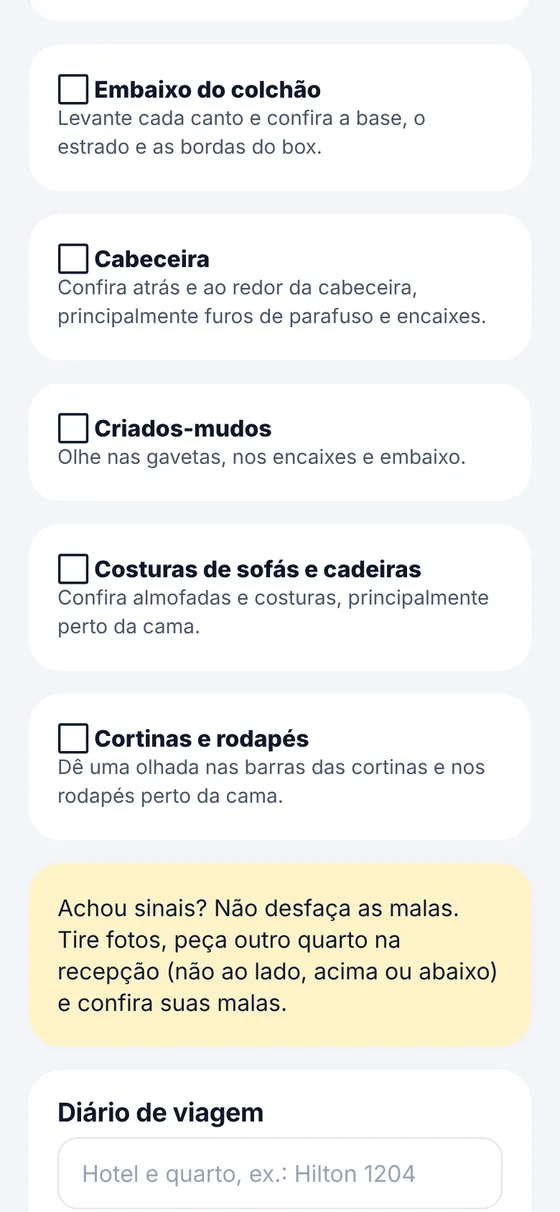 Embaixo do colchão
Levante cada canto e confira a base, o
estrado e as bordas do box.
Cabeceira
Confira atrás e ao redor da cabeceira,
principalmente furos de parafuso e encaixes.
Criados-mudos
Olhe nas gavetas, nos encaixes e embaixo.
Costuras de sofás e cadeiras
Confira almofadas e costuras, principalmente
perto da cama.
Cortinas e rodapés
Dê uma olhada nas barras das cortinas e nos
rodapés perto da cama.
Achou sinais? Não desfaça as malas.
Tire fotos, peça outro quarto na
recepção (não ao lado, acima ou abaixo)
e confira suas malas.
Diário de viagem
Hotel e quarto, ex.: Hilton 1204